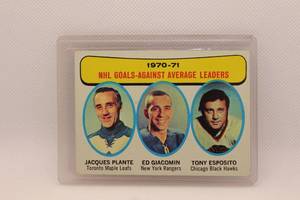 1970-71
NHL GOALS-AGAINST AVERAGE LEADERS
JACQUES PLANTE
Toronto Maple Leafs
ED GIACOMIN
New York Rangers
TONY ESPOSITO
Chicago Black Hawks